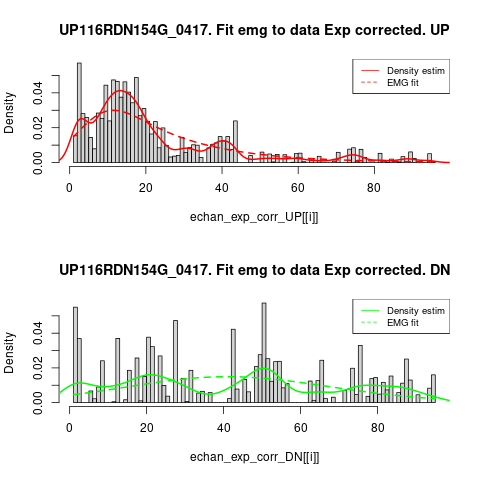 UP116RDN154G_0417. Fit emg to data Exp corrected. UP
Density estim
EMG fit
Density
0.00 0.02 0.04
0 20 40 60 80
echan_exp_corr_UP[[i]]
UP116RDN154G_0417. Fit emg to data Exp corrected. DN
Density estim
EMG fit
Density
0.00 0.02 0.04
0 20 40 60 80
echan_exp_corr_DN[[i]]